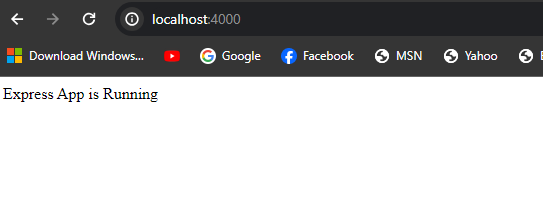 localhost:4000
Download Windows...
Google
Facebook
MSN
Yahoo
Express App is Running